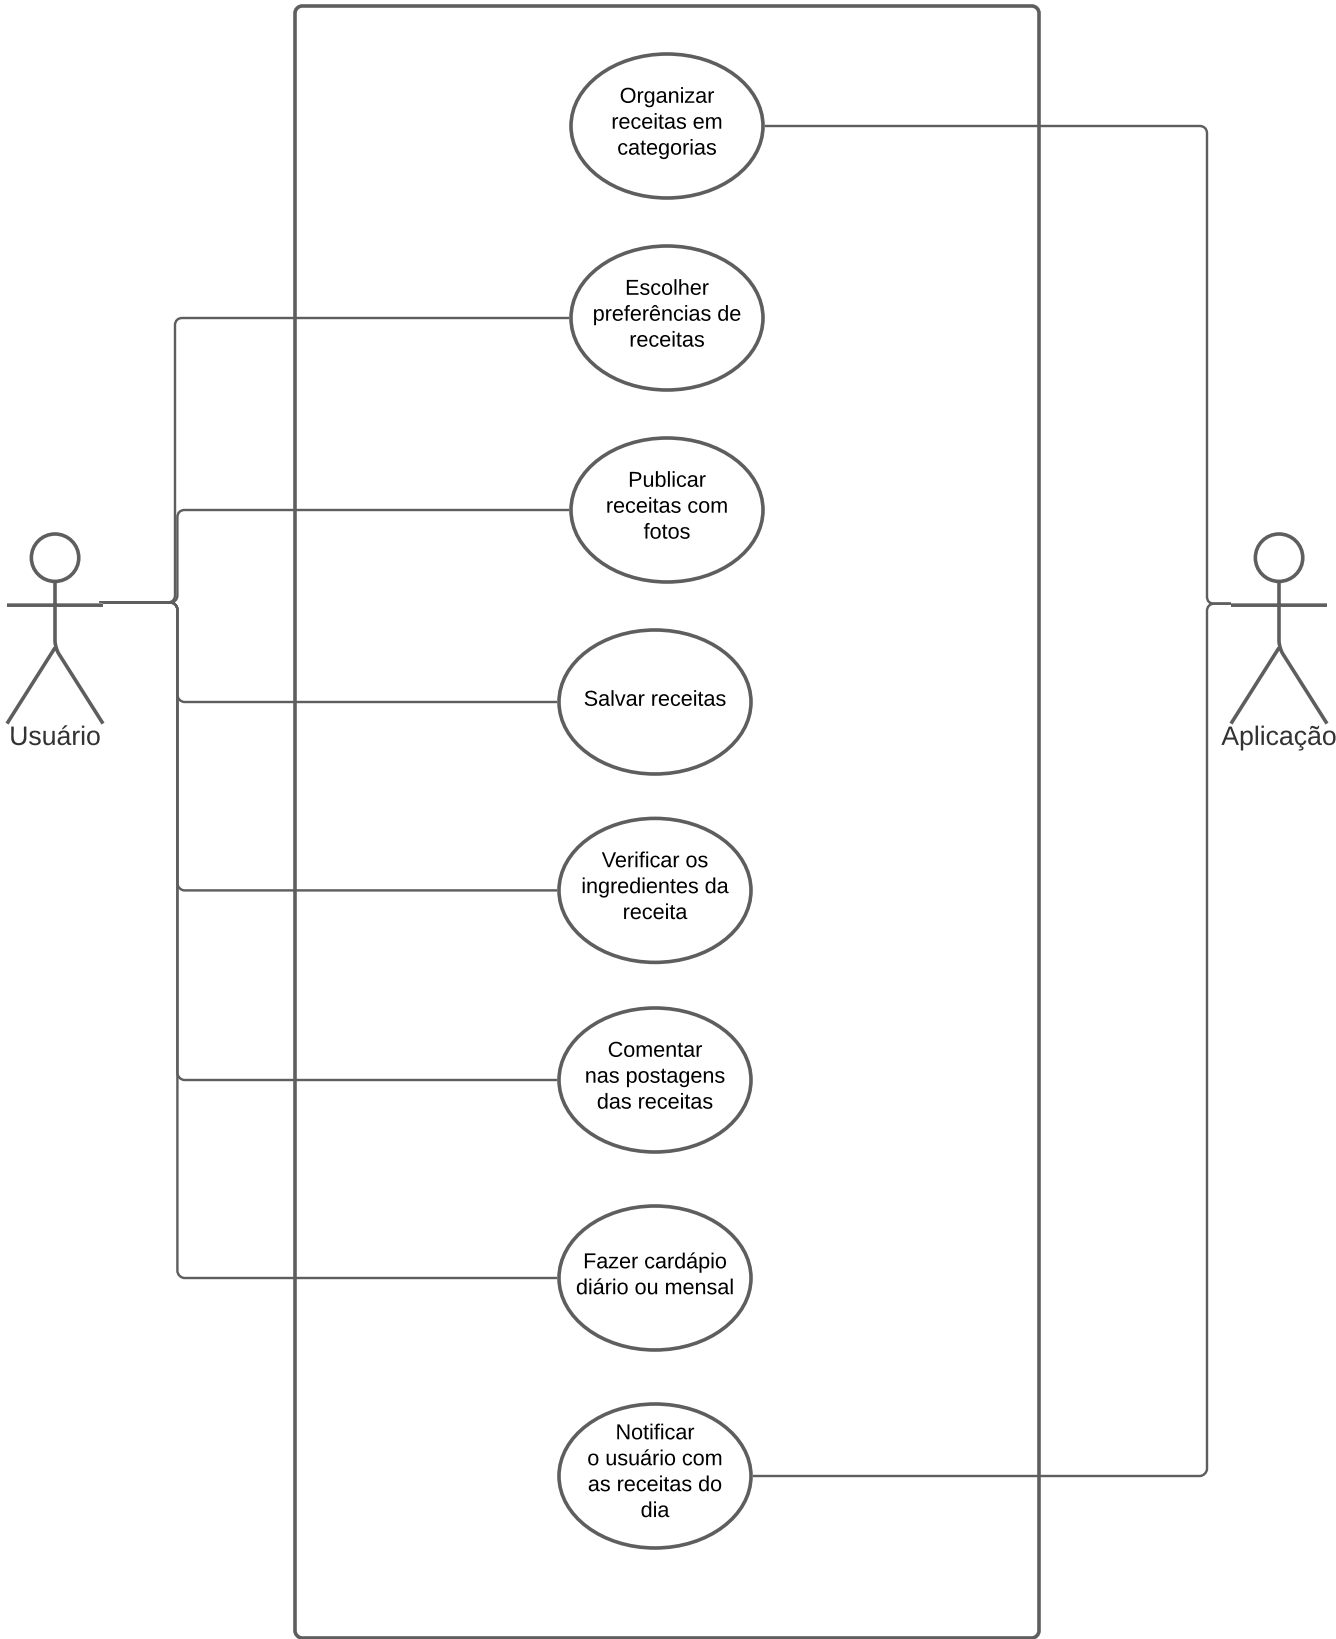 Organizar
receitas em
categorias
Escolher
preferências de
receitas
Publicar
receitas com
fotos
Salvar receitas
Usuário
Aplicação
Verificar os
ingredientes da
receita
Comentar
nas postagens
das receitas
Fazer cardápio
diário ou mensal
Notificar
o usuário com
as receitas do
dia